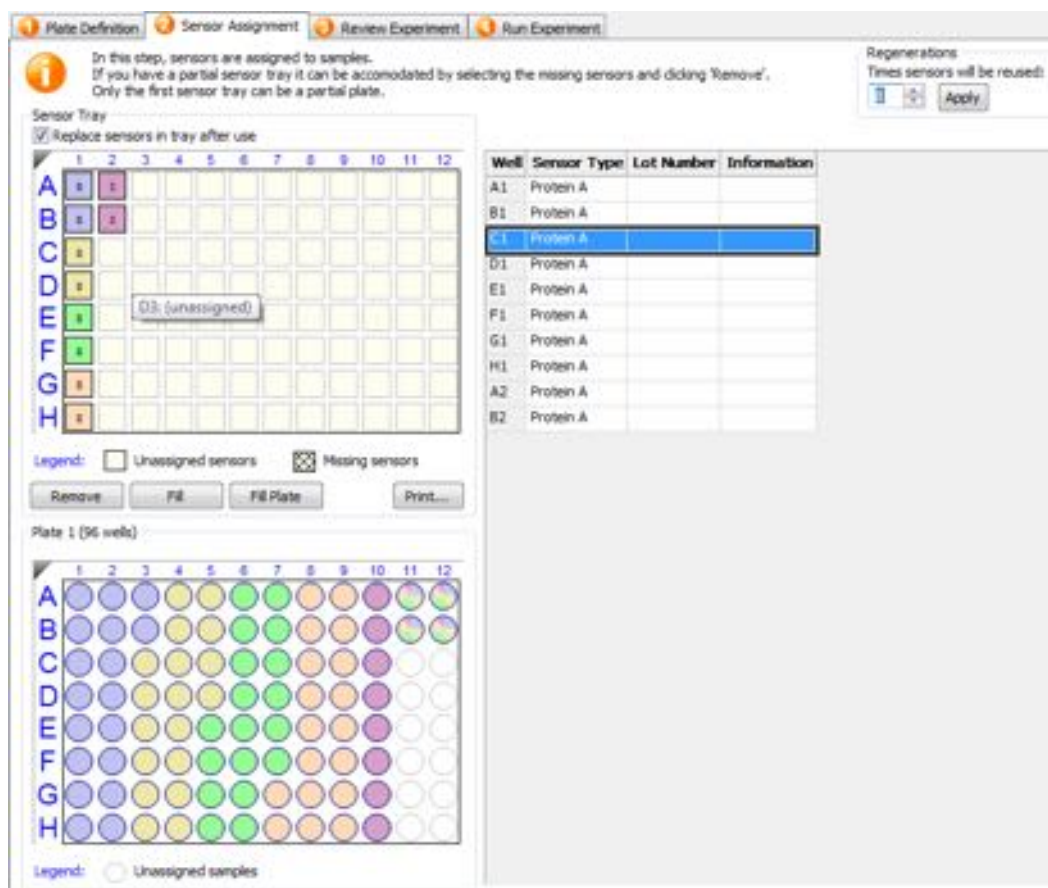 1 Plate Definition 2 Sensor Assignment 3 Review Experiment 4 Run Experiment
In this step, sensors are assigned to samples.
If you have a partial sensor tray it can be accomodated by selecting the missing sensors and clicking 'Remove'.
Only the first sensor tray can be a partial plate.
Regenerations
Times sensors will be reused:
Apply
Sensor Tray
Replace sensors in tray after use
1 2 3 4 5 6 7 8 9 10 11 12
A
B
C
D
E
F
G
H
D3: (unassigned)
Legend: Unassigned sensors Missing sensors
Remove Fill Fill Plate Print...
Well Sensor Type Lot Number Information
A1 Protein A
B1 Protein A
C1 Protein A
D1 Protein A
E1 Protein A
F1 Protein A
G1 Protein A
H1 Protein A
A2 Protein A
B2 Protein A
Plate 1 (96 wells)
1 2 3 4 5 6 7 8 9 10 11 12
A
B
C
D
E
F
G
H
Legend: Unassigned samples